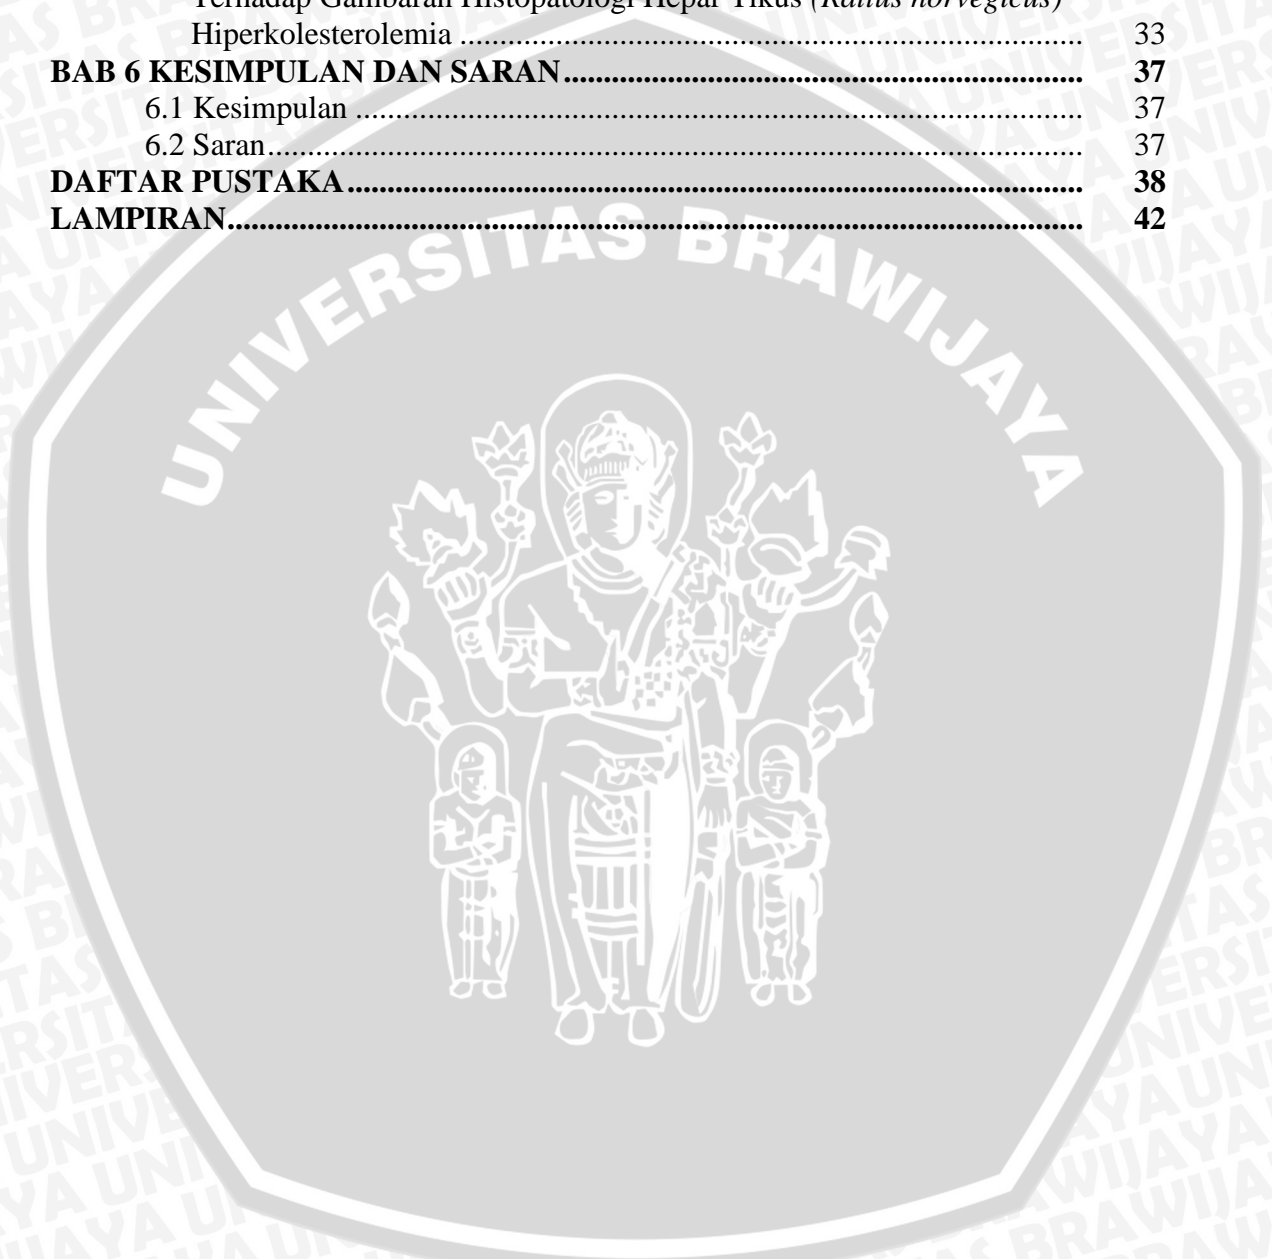 Terhadap Gambaran Histopatologi Hepar Tikus (Rattus norvegicus)
Hiperkolesterolemia .......... 33
BAB 6 KESIMPULAN DAN SARAN .......... 37
6.1 Kesimpulan .......... 37
6.2 Saran .......... 37
DAFTAR PUSTAKA .......... 38
LAMPIRAN .......... 42
UNIVERSITAS BRAWIJAYA